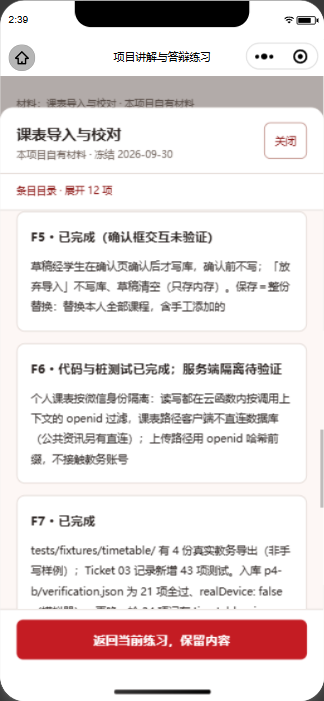 2:39
项目讲解与答辩练习
材料：课表导入与校对 · 本项目自有材料
课表导入与校对
本项目自有材料 · 冻结 2026-09-30
关闭
条目目录 · 展开 12 项
F5 · 已完成（确认框交互未验证）
草稿经学生在确认页确认后才写库，确认前不写；「放
弃导入」不写库、草稿清空（只存内存）。保存＝整份
替换：替换本人全部课程，含手工添加的
F6 · 代码与桩测试已完成；服务端隔离待验证
个人课表按微信身份隔离：读写都在云函数内按调用上
下文的 openid 过滤，课表路径客户端不直连数据库
（公共资讯另有直连）；上传路径用 openid 哈希前
缀，不接触教务账号
F7 · 已完成
tests/fixtures/timetable/ 有 4 份真实教务导出（非手
写样例）；Ticket 03 记录新增 43 项测试。入库 p4-
b/verification.json 为 21 项全过、realDevice: false
返回当前练习，保留内容